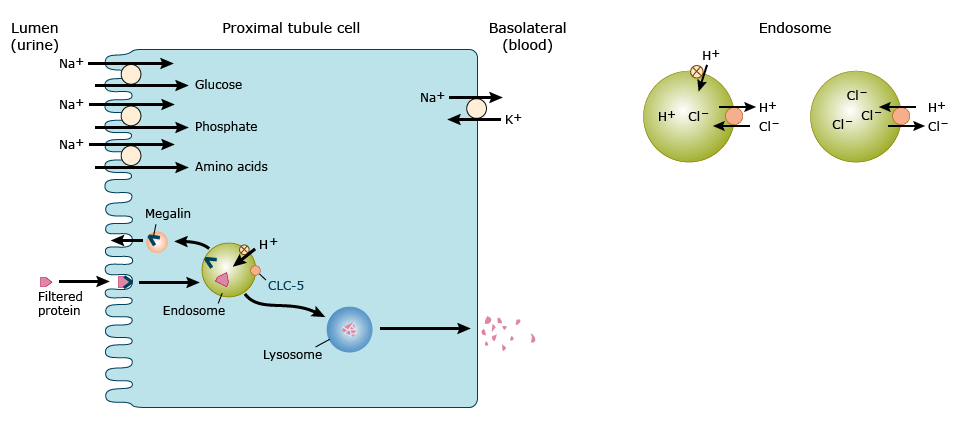 Lumen
(urine)
Proximal tubule cell
Basolateral
(blood)
Endosome
Na⁺
Glucose
Na⁺
Phosphate
Na⁺
Amino acids
Na⁺
K⁺
H⁺
H⁺ Cl⁻
H⁺
Cl⁻
Cl⁻
Cl⁻
Cl⁻
H⁺
Cl⁻
Megalin
H⁺
CLC-5
Filtered
protein
Endosome
Lysosome